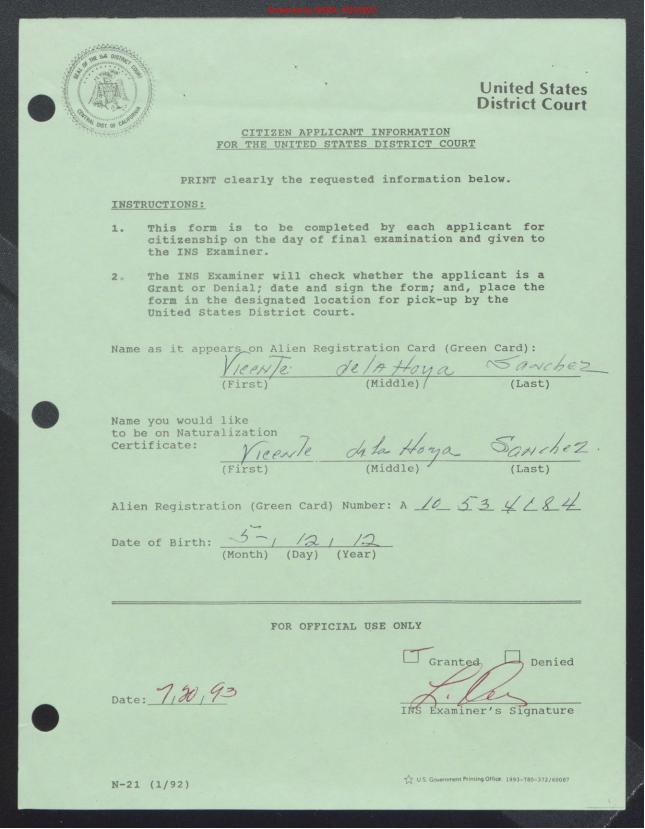 SEAL OF THE U.S. DISTRICT COURT
CENTRAL DIST. OF CALIFORNIA
United States
District Court
CITIZEN APPLICANT INFORMATION
FOR THE UNITED STATES DISTRICT COURT
PRINT clearly the requested information below.
INSTRUCTIONS:
1. This form is to be completed by each applicant for
citizenship on the day of final examination and given to
the INS Examiner.
2. The INS Examiner will check whether the applicant is a
Grant or Denial; date and sign the form; and, place the
form in the designated location for pick-up by the
United States District Court.
Name as it appears on Alien Registration Card (Green Card):
Vicente de lA Hoya Sanchez
(First) (Middle) (Last)
Name you would like
to be on Naturalization
Certificate: Vicente de la Hoya Sanchez.
(First) (Middle) (Last)
Alien Registration (Green Card) Number: A 10 534184
Date of Birth: 5-, 12, 12
(Month) (Day) (Year)
FOR OFFICIAL USE ONLY
Granted Denied
Date: 7,20,93
INS Examiner's Signature
N-21 (1/92)
☆ U.S. Government Printing Office: 1993-780-372/60087